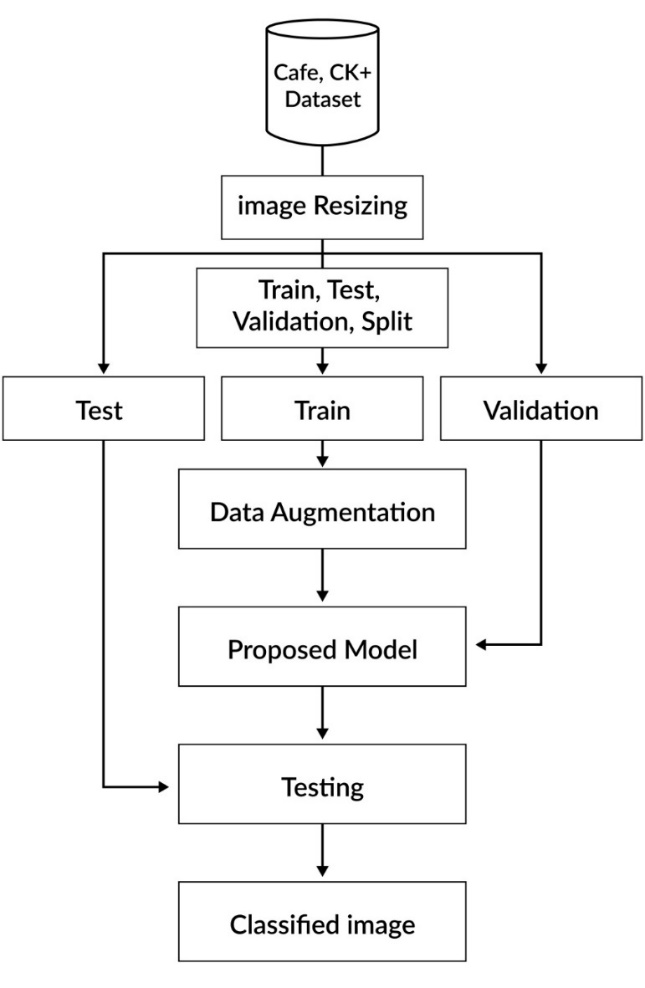 Cafe, CK+
Dataset
image Resizing
Train, Test,
Validation, Split
Test
Train
Validation
Data Augmentation
Proposed Model
Testing
Classified image